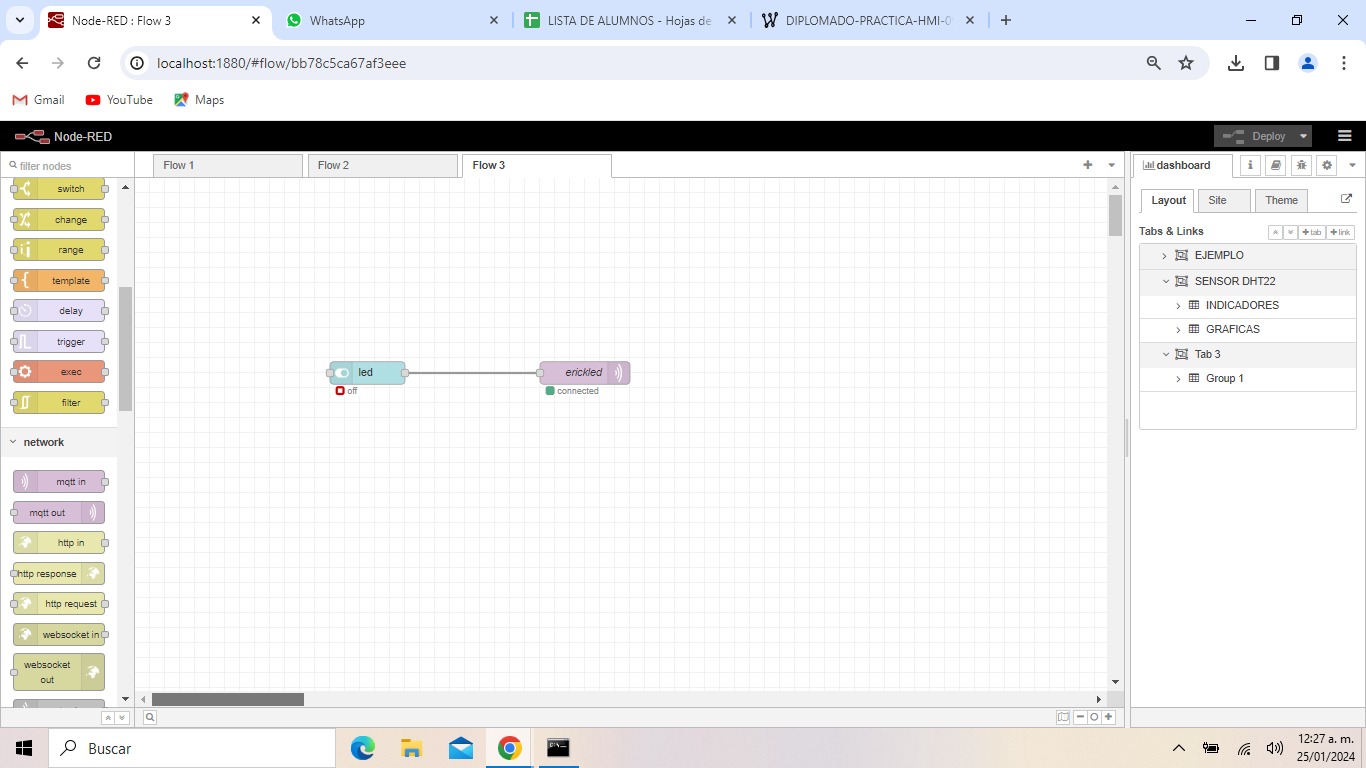 Node-RED : Flow 3
WhatsApp
LISTA DE ALUMNOS - Hojas de
DIPLOMADO-PRACTICA-HMI-0
localhost:1880/#flow/bb78c5ca67af3eee
Gmail
YouTube
Maps
Node-RED
Deploy
filter nodes
Flow 1
Flow 2
Flow 3
dashboard
switch
change
range
template
delay
trigger
exec
filter
network
mqtt in
mqtt out
http in
http response
http request
websocket in
websocket
out
led
off
erickled
connected
Layout
Site
Theme
Tabs & Links
+tab
+link
EJEMPLO
SENSOR DHT22
INDICADORES
GRAFICAS
Tab 3
Group 1
Buscar
12:27 a. m.
25/01/2024